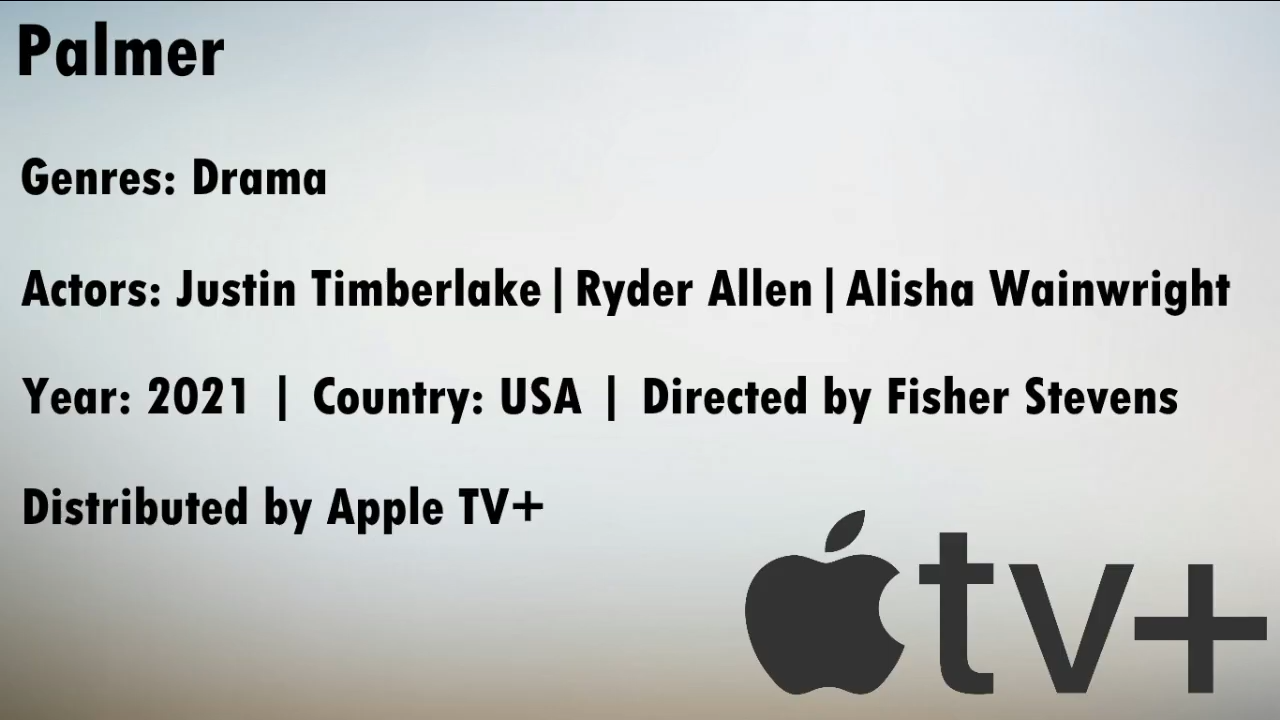 Palmer
Genres: Drama
Actors: Justin Timberlake|Ryder Allen|Alisha Wainwright
Year: 2021 | Country: USA | Directed by Fisher Stevens
Distributed by Apple TV+
tv+